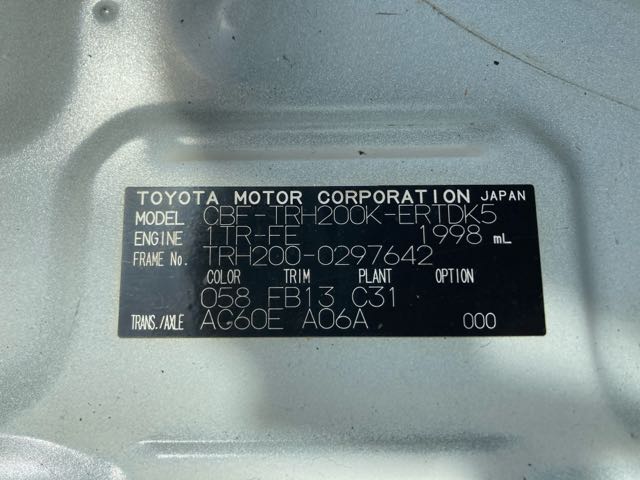 TOYOTA MOTOR CORPORATION JAPAN
MODEL CBF-TRH200K-ERTDK5
ENGINE 1TR-FE 1998 mL
FRAME No. TRH200-0297642
COLOR TRIM PLANT OPTION
058 FB13 C31
TRANS./AXLE AG60E A06A 000